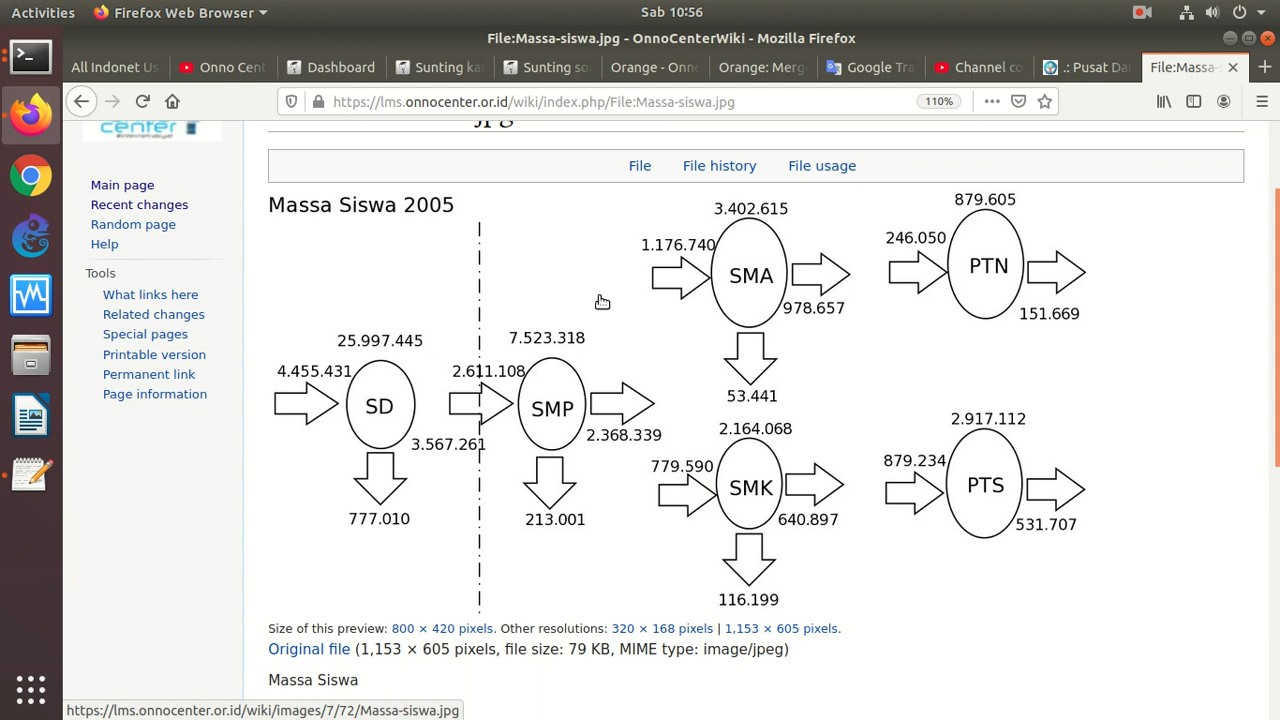 Activities Firefox Web Browser Sab 10:56
File:Massa-siswa.jpg - OnnoCenterWiki - Mozilla Firefox
All Indonet Us Onno Cent Dashboard Sunting ka Sunting so Orange - Onno Orange: Merg Google Tra Channel co .: Pusat Dat File:Massa-s
https://lms.onnocenter.or.id/wiki/index.php/File:Massa-siswa.jpg 110%
center
jpg
File File history File usage
Main page
Recent changes
Random page
Help
Tools
What links here
Related changes
Special pages
Printable version
Permanent link
Page information
Massa Siswa 2005
3.402.615
879.605
1.176.740
246.050
SMA
PTN
978.657
151.669
25.997.445
7.523.318
4.455.431
2.611.108
SD
SMP
53.441
3.567.261
2.368.339
2.164.068
2.917.112
779.590
879.234
SMK
PTS
777.010
213.001
640.897
531.707
116.199
Size of this preview: 800 × 420 pixels. Other resolutions: 320 × 168 pixels | 1,153 × 605 pixels.
Original file (1,153 × 605 pixels, file size: 79 KB, MIME type: image/jpeg)
Massa Siswa
https://lms.onnocenter.or.id/wiki/images/7/72/Massa-siswa.jpg